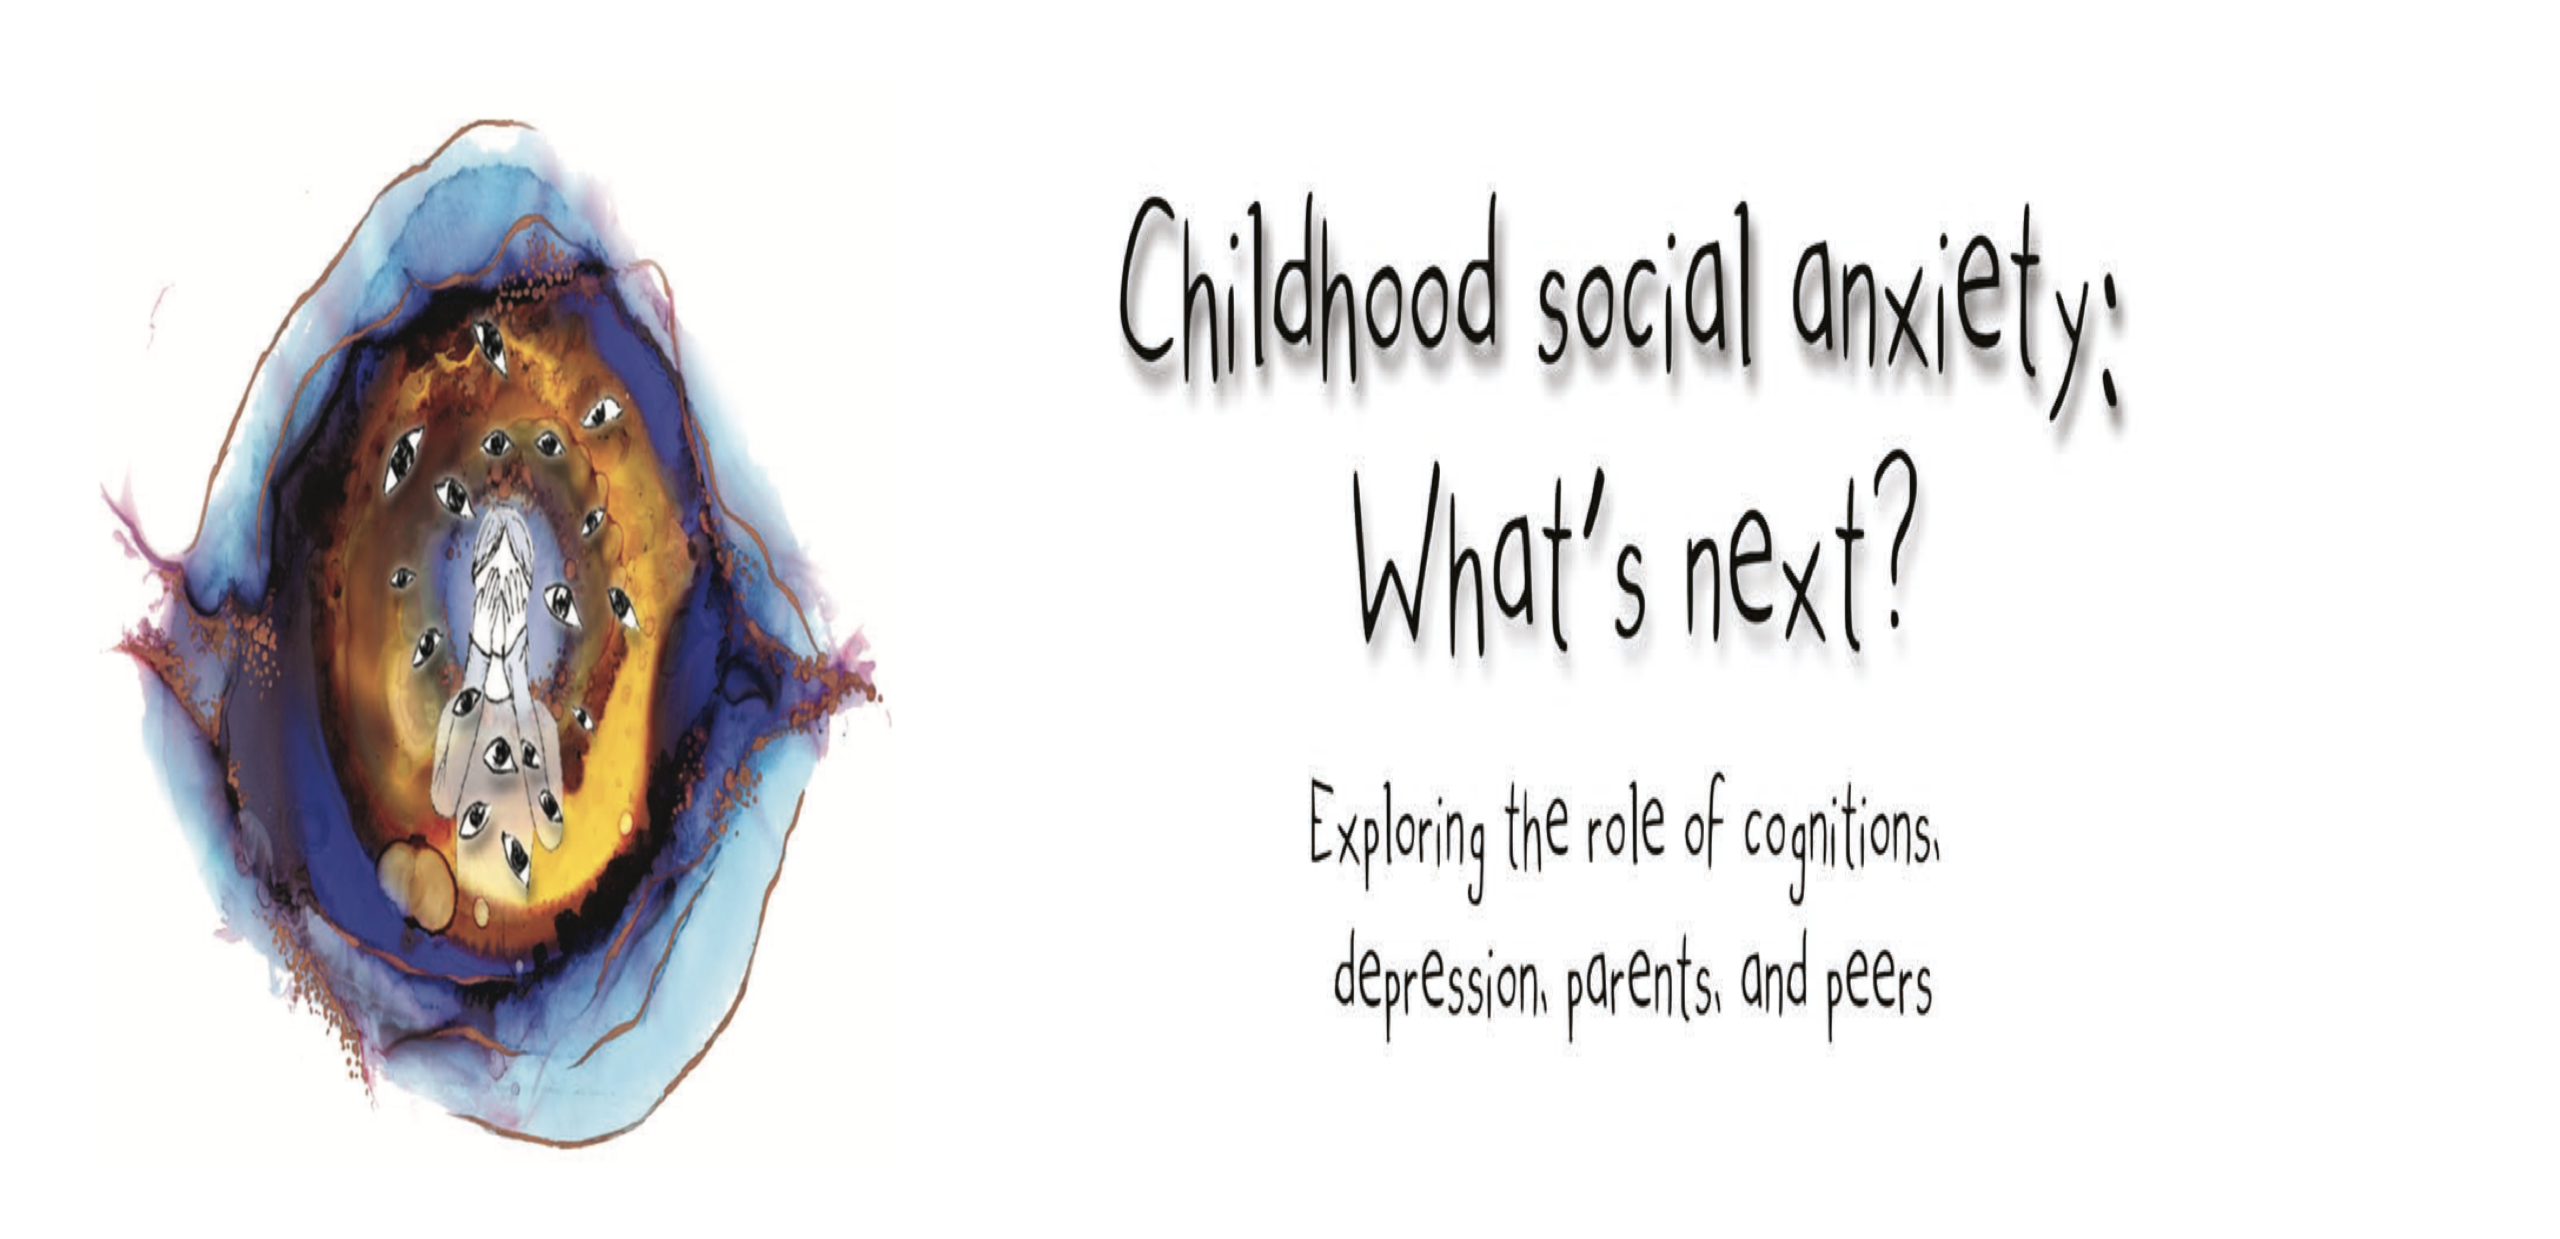 Childhood social anxiety:
What's next?
Exploring the role of cognitions,
depression, parents, and peers